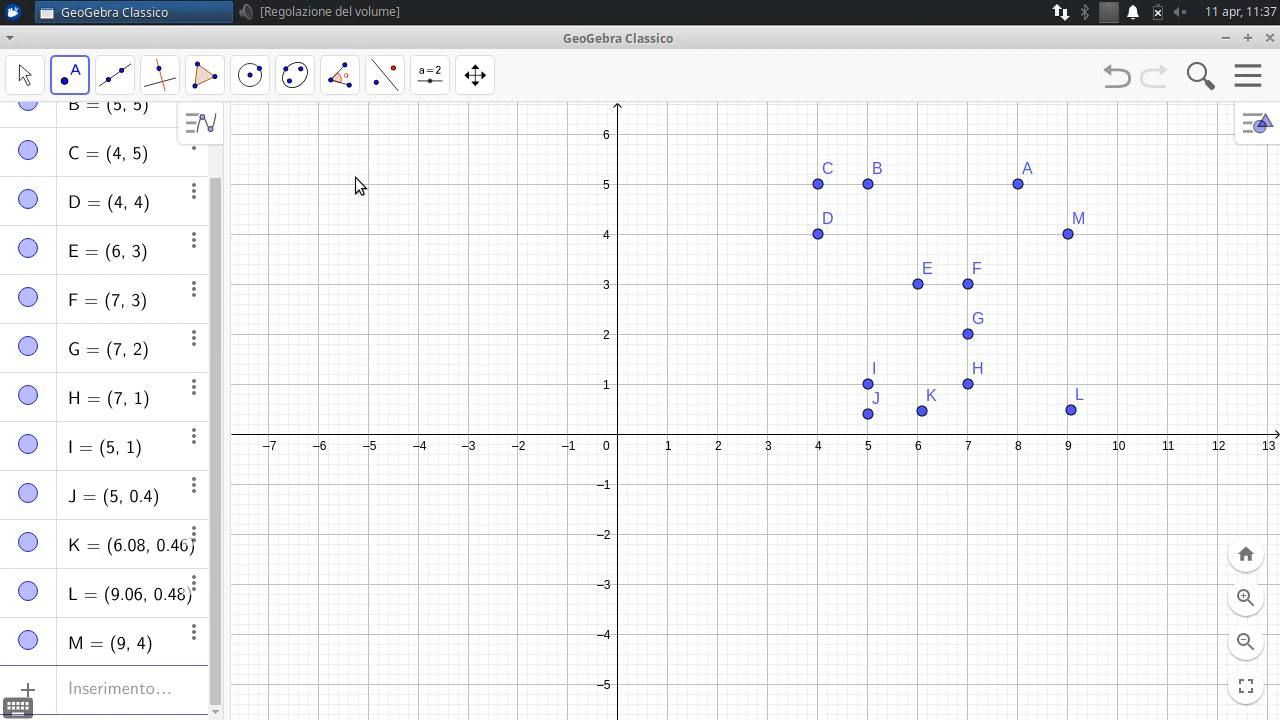 GeoGebra Classico
[Regolazione del volume]
11 apr, 11:37
GeoGebra Classico
A
α
a=2
B = (5, 5)
C = (4, 5)
D = (4, 4)
E = (6, 3)
F = (7, 3)
G = (7, 2)
H = (7, 1)
I = (5, 1)
J = (5, 0.4)
K = (6.08, 0.46)
L = (9.06, 0.48)
M = (9, 4)
Inserimento…
6
5
4
3
2
1
0
−1
−2
−3
−4
−5
−7 −6 −5 −4 −3 −2 −1 1 2 3 4 5 6 7 8 9 10 11 12 13
C B A
D M
E F
G
I H
J K L